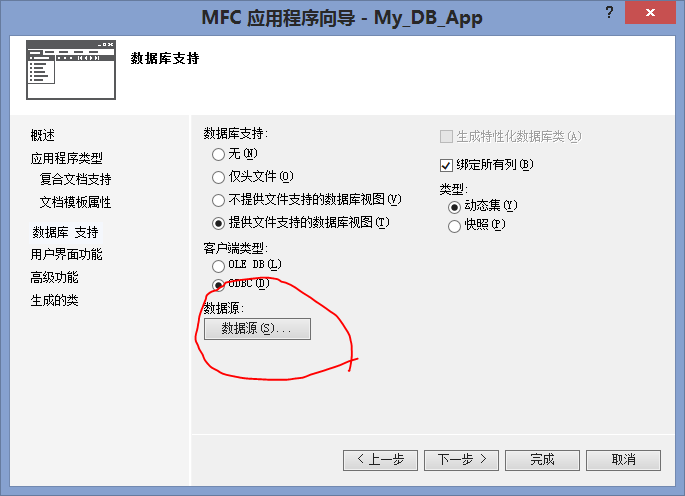 MFC 应用程序向导 - My_DB_App
?
数据库支持
概述
应用程序类型
复合文档支持
文档模板属性
数据库 支持
用户界面功能
高级功能
生成的类
数据库支持:
无(N)
仅头文件(O)
不提供文件支持的数据库视图(V)
提供文件支持的数据库视图(T)
客户端类型:
OLE DB(L)
ODBC(D)
数据源:
数据源(S)...
生成特性化数据库类(A)
绑定所有列(B)
类型:
动态集(Y)
快照(P)
< 上一步
下一步 >
完成
取消